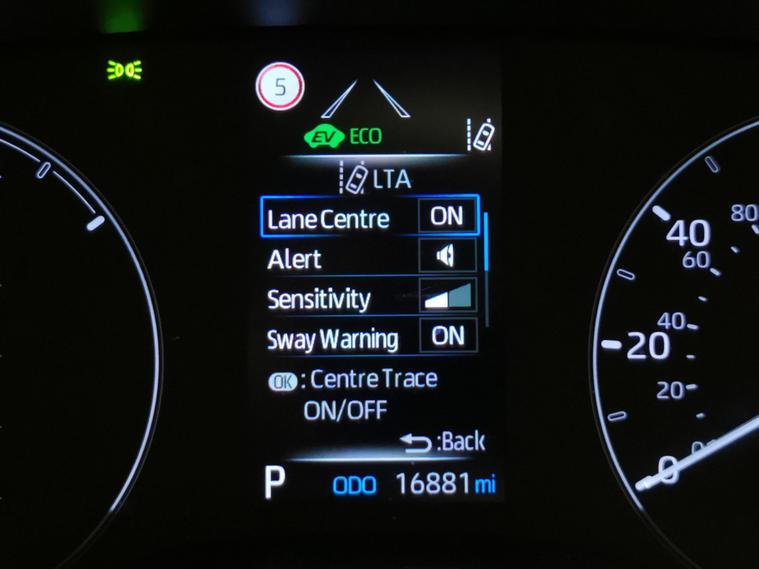 5
EV ECO
LTA
Lane Centre ON
Alert
Sensitivity
Sway Warning ON
OK : Centre Trace
ON/OFF
:Back
P ODO 16881 mi
80
40
60
40
20
20
0